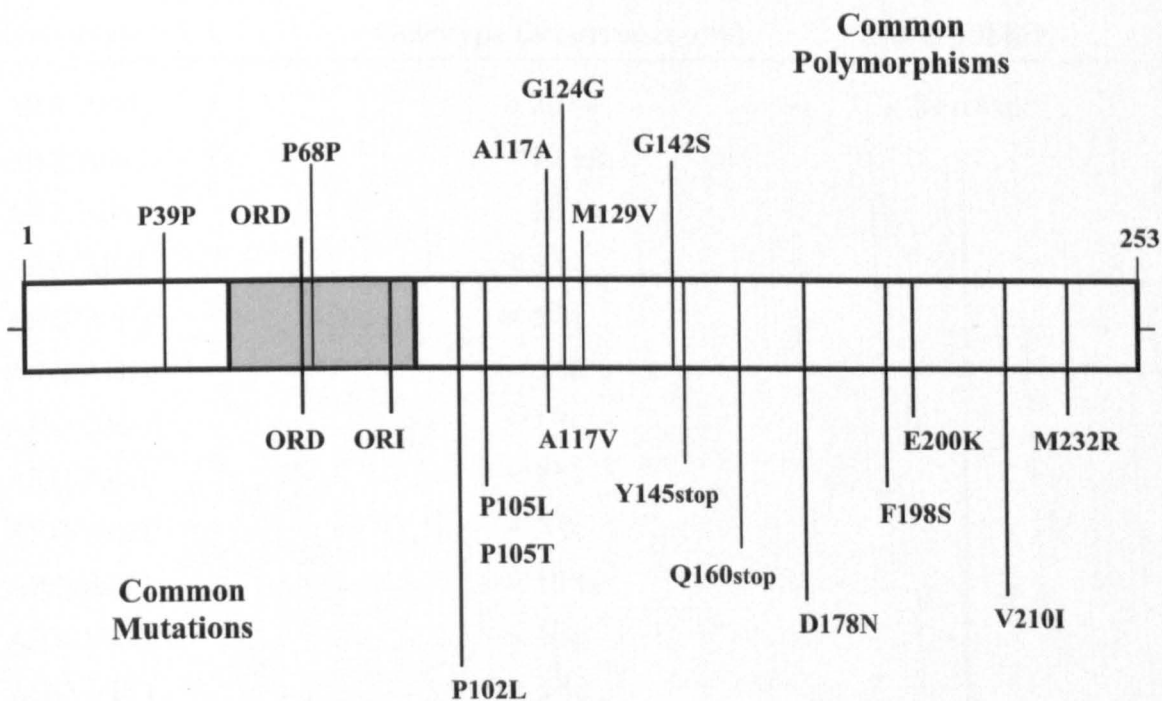 Common
Polymorphisms
G124G
P68P
A117A
G142S
P39P
ORD
M129V
1
253
ORD
ORI
A117V
E200K
M232R
P105L
Y145stop
F198S
P105T
Q160stop
Common
Mutations
D178N
V210I
P102L